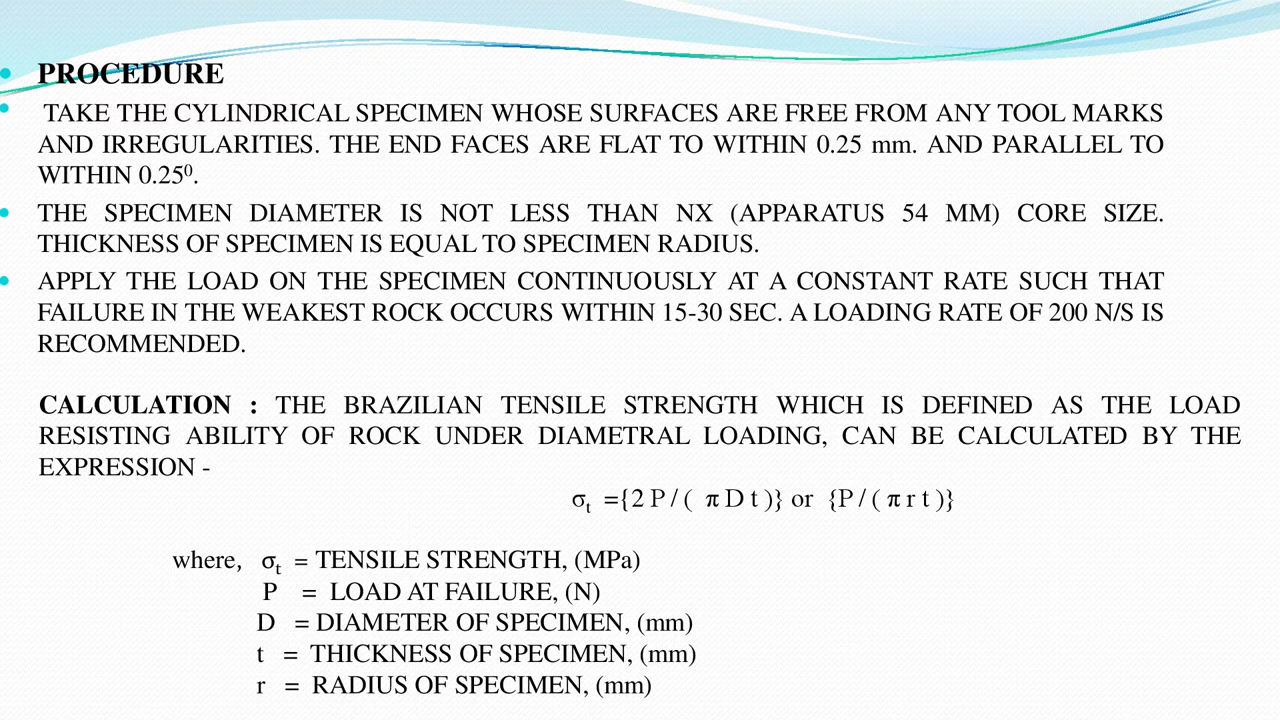 PROCEDURE
TAKE THE CYLINDRICAL SPECIMEN WHOSE SURFACES ARE FREE FROM ANY TOOL MARKS
AND IRREGULARITIES. THE END FACES ARE FLAT TO WITHIN 0.25 mm. AND PARALLEL TO
WITHIN 0.25⁰.
THE SPECIMEN DIAMETER IS NOT LESS THAN NX (APPARATUS 54 MM) CORE SIZE.
THICKNESS OF SPECIMEN IS EQUAL TO SPECIMEN RADIUS.
APPLY THE LOAD ON THE SPECIMEN CONTINUOUSLY AT A CONSTANT RATE SUCH THAT
FAILURE IN THE WEAKEST ROCK OCCURS WITHIN 15-30 SEC. A LOADING RATE OF 200 N/S IS
RECOMMENDED.
CALCULATION : THE BRAZILIAN TENSILE STRENGTH WHICH IS DEFINED AS THE LOAD
RESISTING ABILITY OF ROCK UNDER DIAMETRAL LOADING, CAN BE CALCULATED BY THE
EXPRESSION -
σₜ ={2 P / ( π D t )} or {P / ( π r t )}
where, σₜ = TENSILE STRENGTH, (MPa)
P = LOAD AT FAILURE, (N)
D = DIAMETER OF SPECIMEN, (mm)
t = THICKNESS OF SPECIMEN, (mm)
r = RADIUS OF SPECIMEN, (mm)